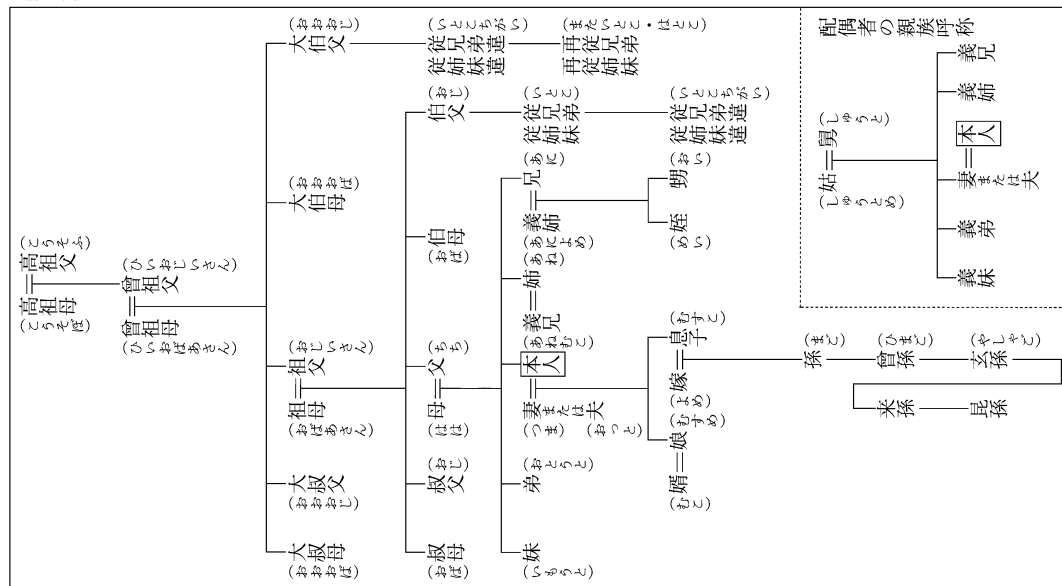 (こうそふ)
高祖父
高祖母
(こうそぼ)
(ひいおじいさん)
曾祖父
曾祖母
(ひいおばあさん)
(おおおじ)
大伯父
(おおおば)
大伯母
(おじいさん)
祖父
祖母
(おばあさん)
大叔父
(おおおじ)
大叔母
(おおおば)
(おじ)
伯父
伯母
(おば)
(ちち)
父
母
(はは)
(おじ)
叔父
叔母
(おば)
(いとこちがい)
従兄弟違
従姉妹違
(またいとこ・はとこ)
再従兄弟
再従姉妹
(いとこ)
従兄弟
従姉妹
(いとこちがい)
従兄弟違
従姉妹違
(あに)
兄
義姉
(あによめ)
(あね)
姉
義兄
(あねむこ)
本人
妻または夫
(つま) (おっと)
(おとうと)
弟
妹
(いもうと)
(おい)
甥
姪
(めい)
(むすこ)
息子
嫁
(よめ)
(むすめ)
娘
婿
(むこ)
孫 (まご)
曾孫 (ひまご)
玄孫 (やしゃご)
米孫
昆孫
配偶者の親族呼称
(しゅうと)
舅
姑
(しゅうとめ)
義兄
義姉
本人
妻または夫
義弟
義妹